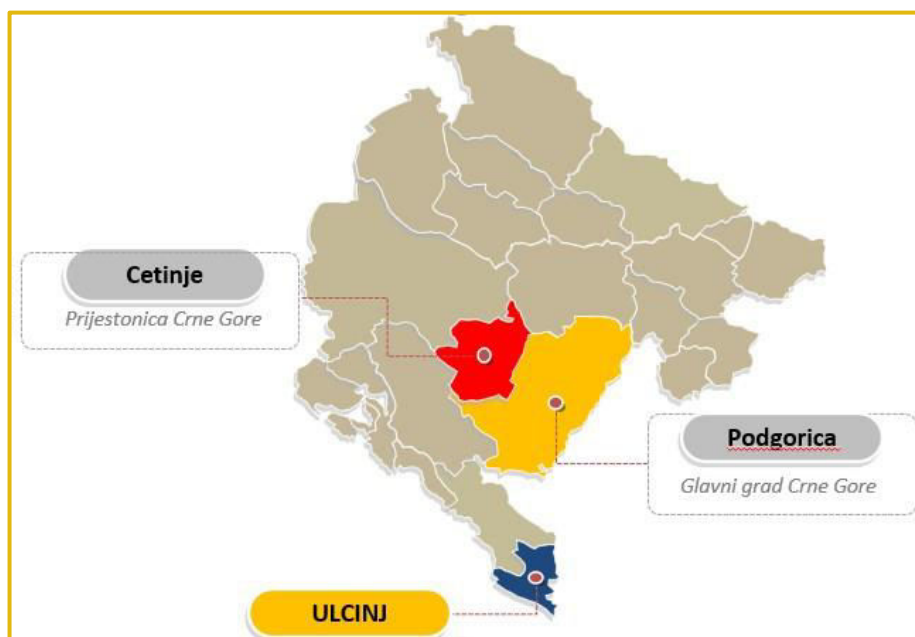 Cetinje
Prijestonica Crne Gore
Podgorica
Glavni grad Crne Gore
ULCINJ